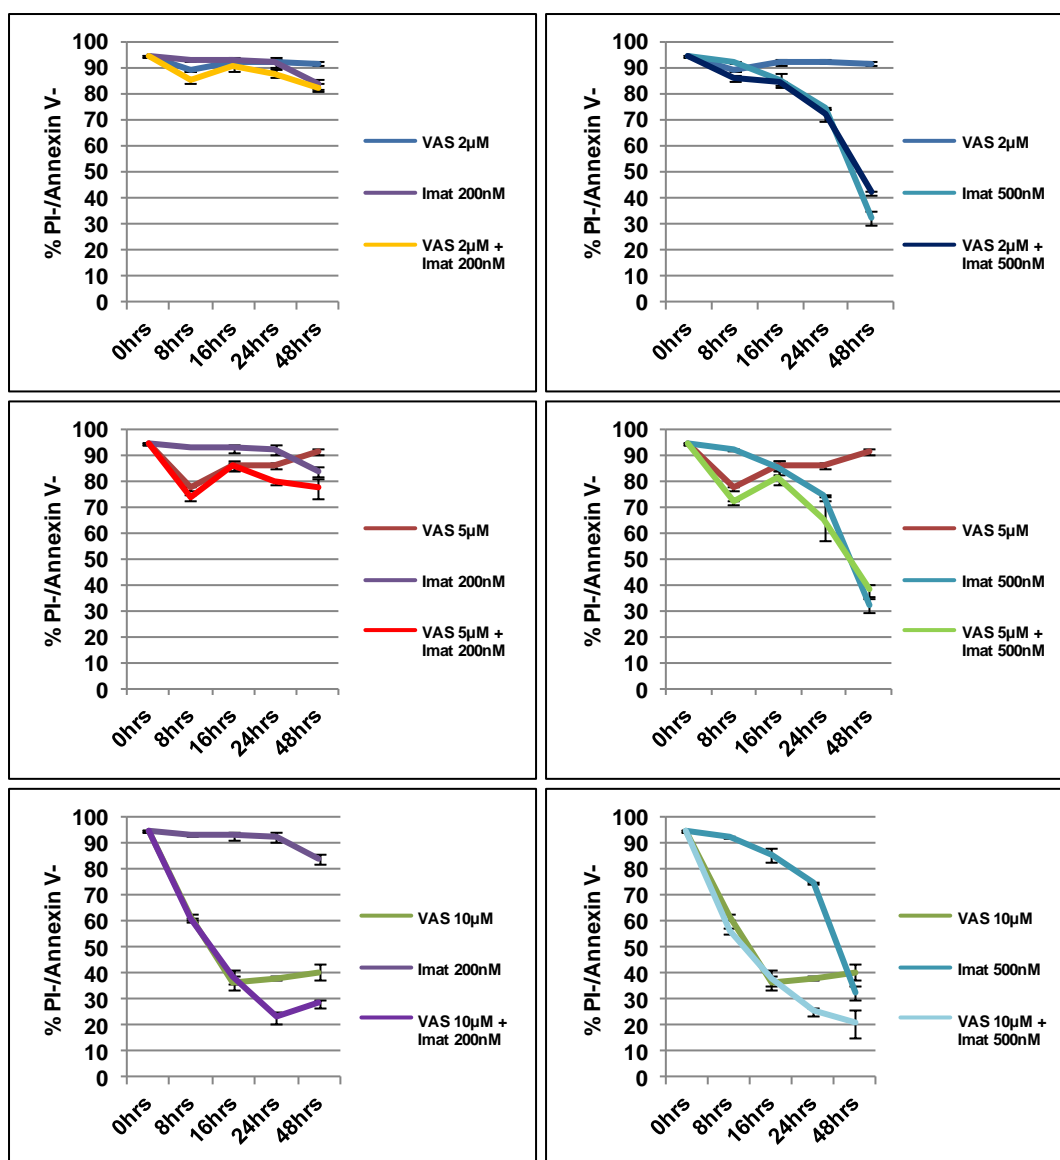 % PI-/Annexin V-
100
90
80
70
60
50
40
30
20
10
0
0hrs
8hrs
16hrs
24hrs
48hrs
VAS 2µM
Imat 200nM
VAS 2µM +
Imat 200nM
% PI-/Annexin V-
100
90
80
70
60
50
40
30
20
10
0
0hrs
8hrs
16hrs
24hrs
48hrs
VAS 2µM
Imat 500nM
VAS 2µM +
Imat 500nM
% PI-/Annexin V-
100
90
80
70
60
50
40
30
20
10
0
0hrs
8hrs
16hrs
24hrs
48hrs
VAS 5µM
Imat 200nM
VAS 5µM +
Imat 200nM
% PI-/Annexin V-
100
90
80
70
60
50
40
30
20
10
0
0hrs
8hrs
16hrs
24hrs
48hrs
VAS 5µM
Imat 500nM
VAS 5µM +
Imat 500nM
% PI-/Annexin V-
100
90
80
70
60
50
40
30
20
10
0
0hrs
8hrs
16hrs
24hrs
48hrs
VAS 10µM
Imat 200nM
VAS 10µM +
Imat 200nM
% PI-/Annexin V-
100
90
80
70
60
50
40
30
20
10
0
0hrs
8hrs
16hrs
24hrs
48hrs
VAS 10µM
Imat 500nM
VAS 10µM +
Imat 500nM